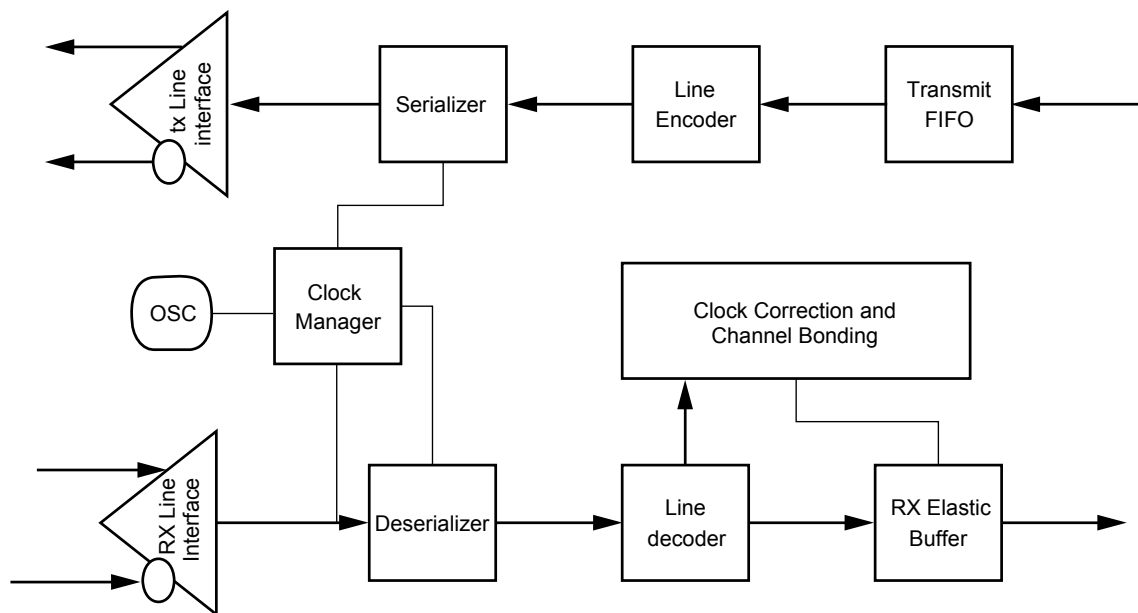 tx Line
interface
Serializer
Line
Encoder
Transmit
FIFO
OSC
Clock
Manager
Clock Correction and
Channel Bonding
RX Line
Interface
Deserializer
Line
decoder
RX Elastic
Buffer